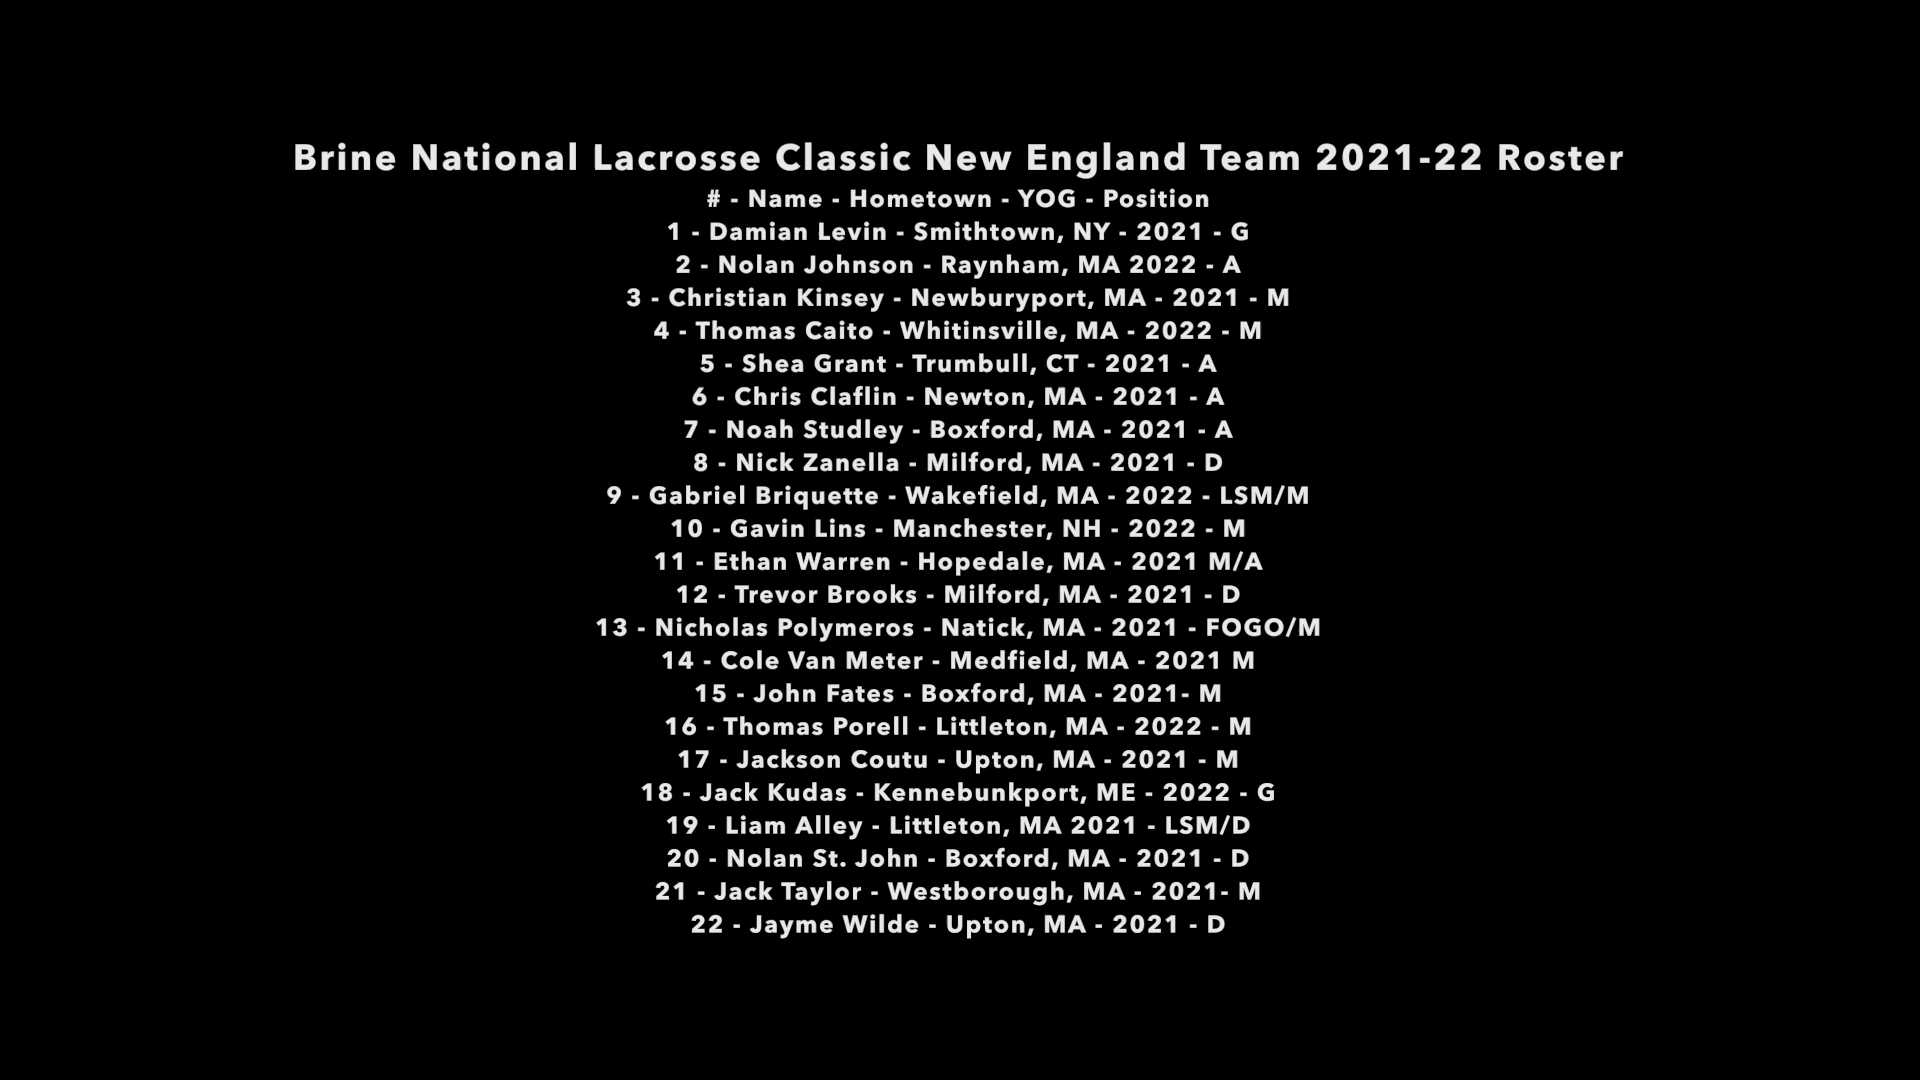 Brine National Lacrosse Classic New England Team 2021-22 Roster
# - Name - Hometown - YOG - Position
1 - Damian Levin - Smithtown, NY - 2021 - G
2 - Nolan Johnson - Raynham, MA 2022 - A
3 - Christian Kinsey - Newburyport, MA - 2021 - M
4 - Thomas Caito - Whitinsville, MA - 2022 - M
5 - Shea Grant - Trumbull, CT - 2021 - A
6 - Chris Claflin - Newton, MA - 2021 - A
7 - Noah Studley - Boxford, MA - 2021 - A
8 - Nick Zanella - Milford, MA - 2021 - D
9 - Gabriel Briquette - Wakefield, MA - 2022 - LSM/M
10 - Gavin Lins - Manchester, NH - 2022 - M
11 - Ethan Warren - Hopedale, MA - 2021 M/A
12 - Trevor Brooks - Milford, MA - 2021 - D
13 - Nicholas Polymeros - Natick, MA - 2021 - FOGO/M
14 - Cole Van Meter - Medfield, MA - 2021 M
15 - John Fates - Boxford, MA - 2021- M
16 - Thomas Porell - Littleton, MA - 2022 - M
17 - Jackson Coutu - Upton, MA - 2021 - M
18 - Jack Kudas - Kennebunkport, ME - 2022 - G
19 - Liam Alley - Littleton, MA 2021 - LSM/D
20 - Nolan St. John - Boxford, MA - 2021 - D
21 - Jack Taylor - Westborough, MA - 2021- M
22 - Jayme Wilde - Upton, MA - 2021 - D